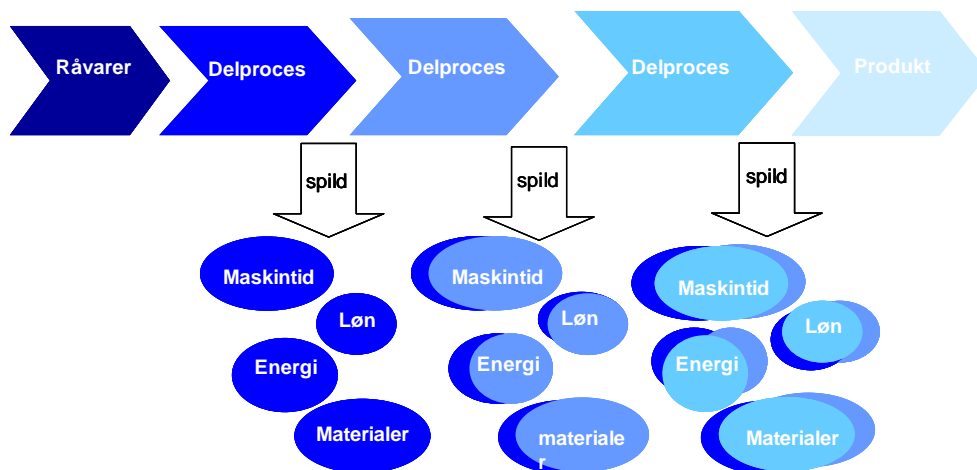 Råvarer
Delproces
Delproces
Delproces
Produkt
spild
spild
spild
Maskintid
Løn
Energi
Materialer
Maskintid
Løn
Energi
materiale
r
Maskintid
Løn
Energi
Materialer